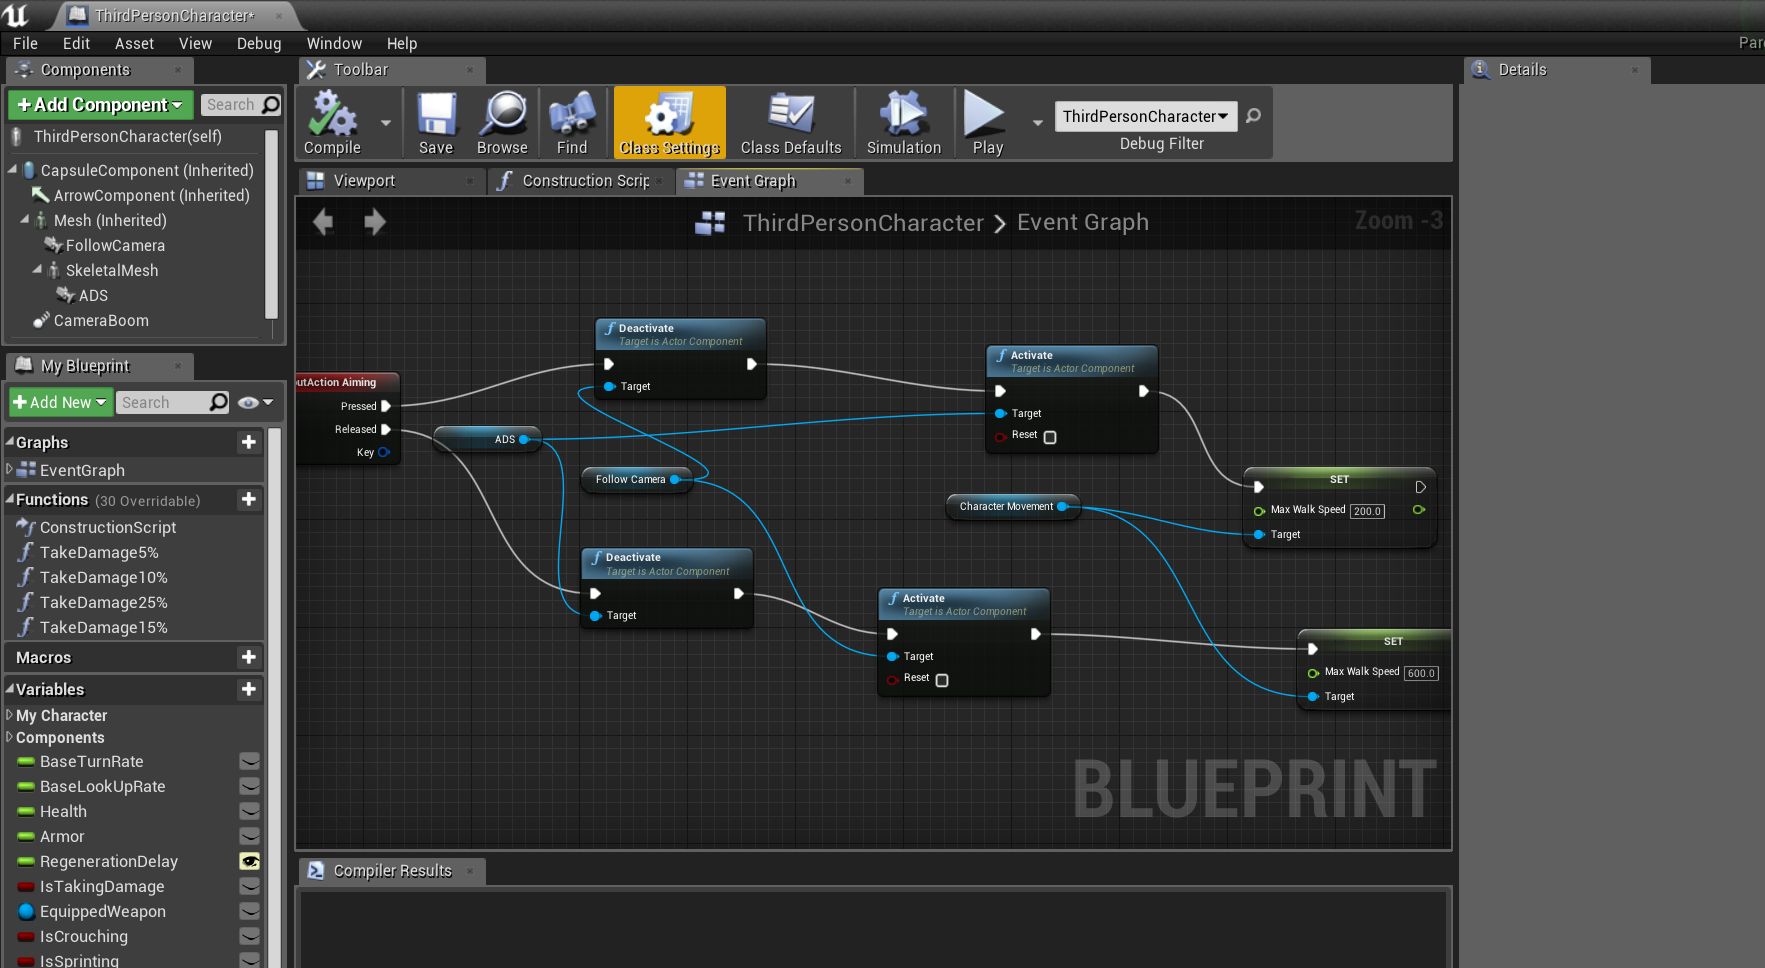 ThirdPersonCharacter*
File Edit Asset View Debug Window Help
Components
Add Component
Search
ThirdPersonCharacter(self)
CapsuleComponent (Inherited)
ArrowComponent (Inherited)
Mesh (Inherited)
FollowCamera
SkeletalMesh
ADS
CameraBoom
My Blueprint
Add New
Search
Graphs
EventGraph
Functions (30 Overridable)
ConstructionScript
TakeDamage5%
TakeDamage10%
TakeDamage25%
TakeDamage15%
Macros
Variables
My Character
Components
BaseTurnRate
BaseLookUpRate
Health
Armor
RegenerationDelay
IsTakingDamage
EquippedWeapon
IsCrouching
IsSprinting
Toolbar
Compile
Save
Browse
Find
Class Settings
Class Defaults
Simulation
Play
ThirdPersonCharacter
Debug Filter
Viewport
Construction Scrip
Event Graph
ThirdPersonCharacter > Event Graph
Zoom -3
utAction Aiming
Pressed
Released
Key
ADS
Deactivate
Target is Actor Component
Target
Follow Camera
Deactivate
Target is Actor Component
Target
Activate
Target is Actor Component
Target
Reset
Character Movement
Activate
Target is Actor Component
Target
Reset
SET
Max Walk Speed 200.0
Target
SET
Max Walk Speed 600.0
Target
BLUEPRINT
Compiler Results
Details
Par